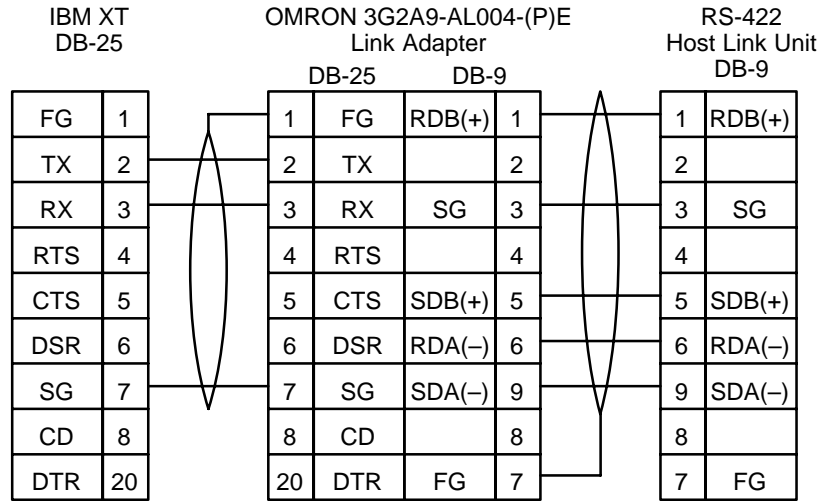 IBM XT
DB-25
OMRON 3G2A9-AL004-(P)E
Link Adapter
DB-25 DB-9
RS-422
Host Link Unit
DB-9
FG 1 1 FG RDB(+) 1 1 RDB(+)
TX 2 2 TX 2 2
RX 3 3 RX SG 3 3 SG
RTS 4 4 RTS 4 4
CTS 5 5 CTS SDB(+) 5 5 SDB(+)
DSR 6 6 DSR RDA(–) 6 6 RDA(–)
SG 7 7 SG SDA(–) 9 9 SDA(–)
CD 8 8 CD 8 8
DTR 20 20 DTR FG 7 7 FG